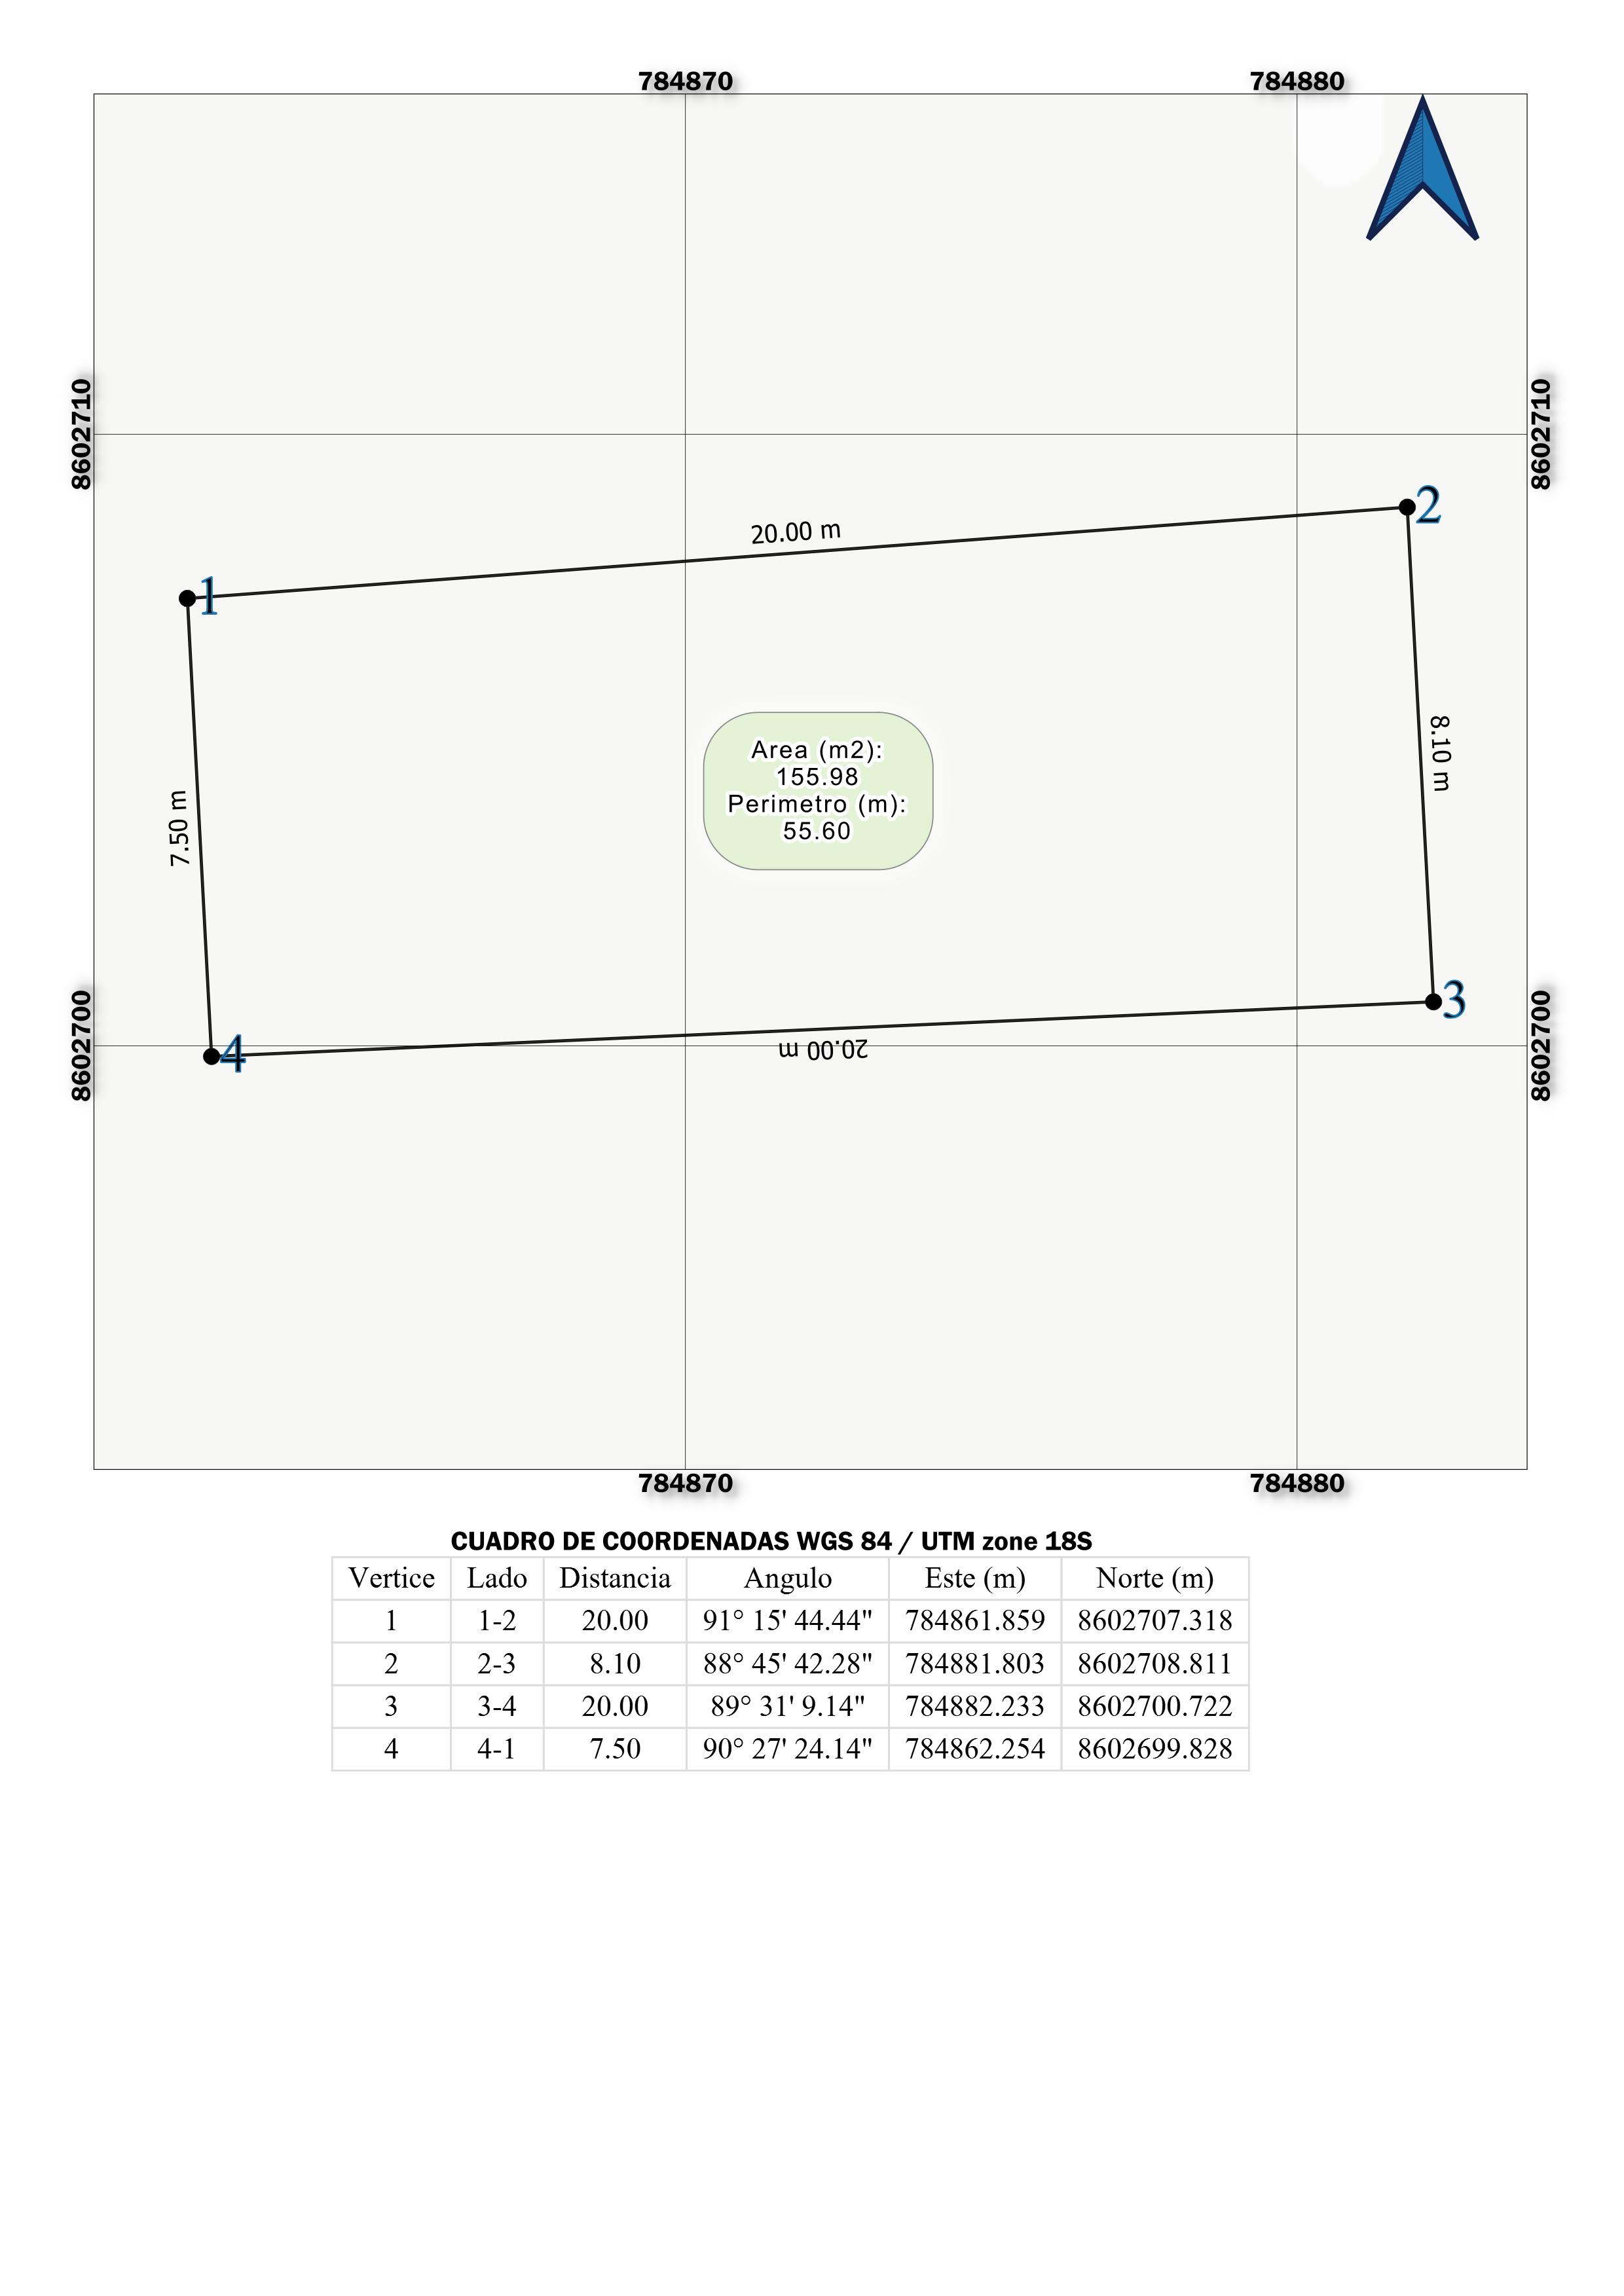 784870 784880
8602710 8602710
20.00 m
2
1
8.10 m
Area (m2):
155.98
Perimetro (m):
55.60
7.50 m
3
4
20.00 m
8602700 8602700
784870 784880
CUADRO DE COORDENADAS WGS 84 / UTM zone 18S
Vertice Lado Distancia Angulo Este (m) Norte (m)
1 1-2 20.00 91° 15' 44.44" 784861.859 8602707.318
2 2-3 8.10 88° 45' 42.28" 784881.803 8602708.811
3 3-4 20.00 89° 31' 9.14" 784882.233 8602700.722
4 4-1 7.50 90° 27' 24.14" 784862.254 8602699.828